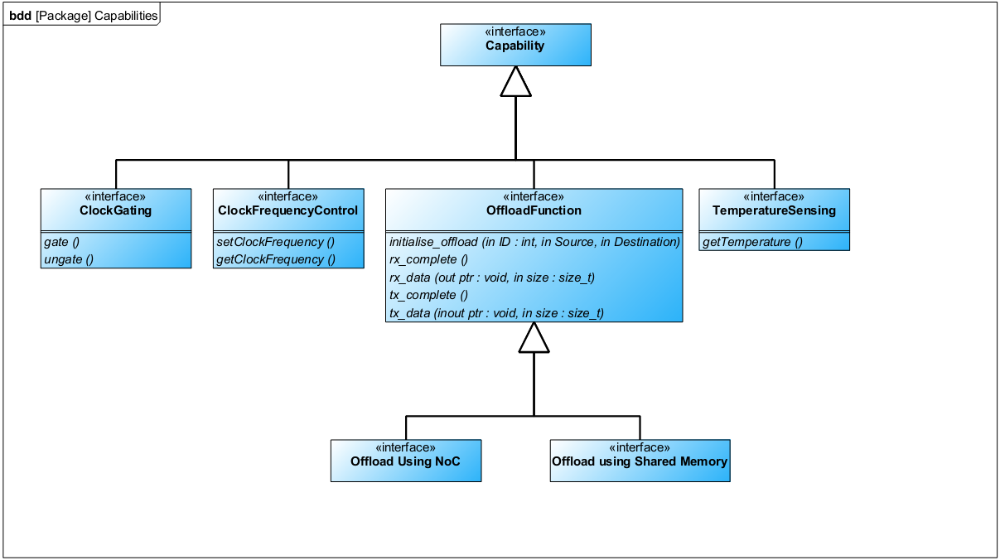 bdd [Package] Capabilities
«interface»
Capability
«interface»
ClockGating
gate ()
ungate ()
«interface»
ClockFrequencyControl
setClockFrequency ()
getClockFrequency ()
«interface»
OffloadFunction
initialise_offload (in ID : int, in Source, in Destination)
rx_complete ()
rx_data (out ptr : void, in size : size_t)
tx_complete ()
tx_data (inout ptr : void, in size : size_t)
«interface»
TemperatureSensing
getTemperature ()
«interface»
Offload Using NoC
«interface»
Offload using Shared Memory